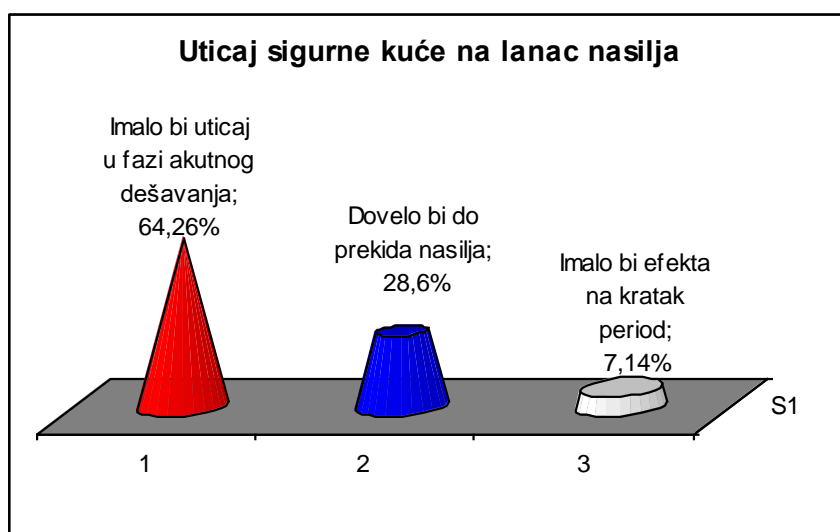 Uticaj sigurne kuće na lanac nasilja
Imalo bi uticaj
u fazi akutnog
dešavanja;
64,26%
Dovelo bi do
prekida nasilja;
28,6%
Imalo bi efekta
na kratak
period;
7,14%
S1
1
2
3